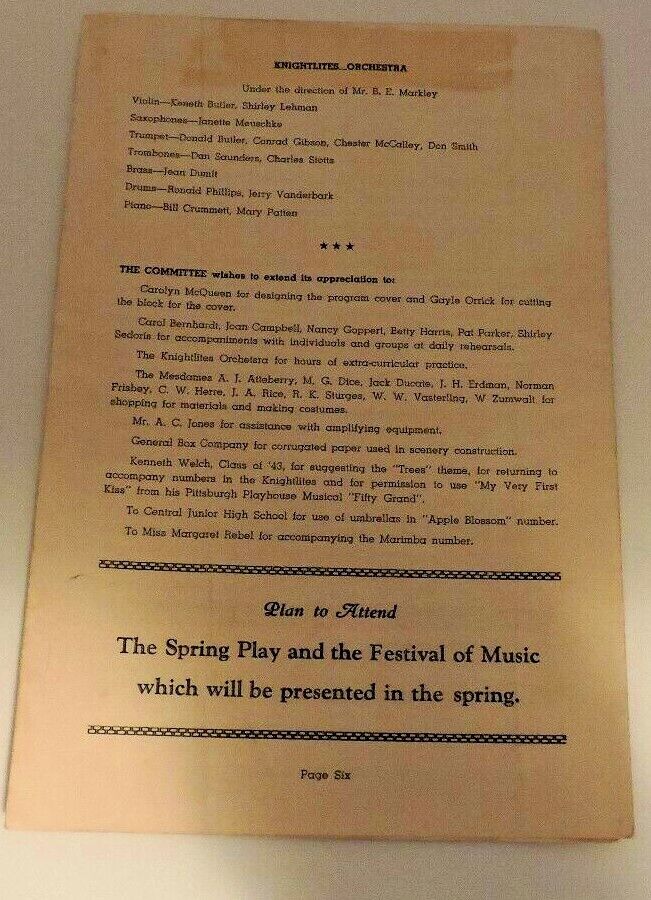 KNIGHTLITES—ORCHESTRA
Under the direction of Mr. B. E. Markley
Violin—Keneth Butler, Shirley Lehman
Saxophones—Janette Meuschke
Trumpet—Donald Butler, Conrad Gibson, Chester McCalley, Don Smith
Trombones—Dan Saunders, Charles Stotts
Brass—Jean Dumit
Drums—Ronald Phillips, Jerry Vanderbark
Piano—Bill Crummett, Mary Patten
★ ★ ★
THE COMMITTEE wishes to extend its appreciation to:
Carolyn McQueen for designing the program cover and Gayle Orrick for cutting
the block for the cover.
Carol Bernhardt, Joan Campbell, Nancy Goppert, Betty Harris, Pat Parker, Shirley
Sedoris for accompaniments with individuals and groups at daily rehearsals.
The Knightlites Orchetsra for hours of extra-curricular practice.
The Mesdames A. J. Atteberry, M. G. Dice, Jack Duccie, J. H. Erdman, Norman
Frisbey, C. W. Herre, J. A. Rice, R. K. Sturges, W. W. Vasterling, W Zumwalt for
shopping for materials and making costumes.
Mr. A. C. Jones for assistance with amplifying equipment.
General Box Company for corrugated paper used in scenery construction.
Kenneth Welch, Class of '43, for suggesting the "Trees" theme, for returning to
accompany numbers in the Knightlites and for permission to use "My Very First
Kiss" from his Pittsburgh Playhouse Musical "Fifty Grand".
To Central Junior High School for use of umbrellas in "Apple Blossom" number.
To Miss Margaret Rebel for accompanying the Marimba number.
Plan to Attend
The Spring Play and the Festival of Music
which will be presented in the spring.
Page Six